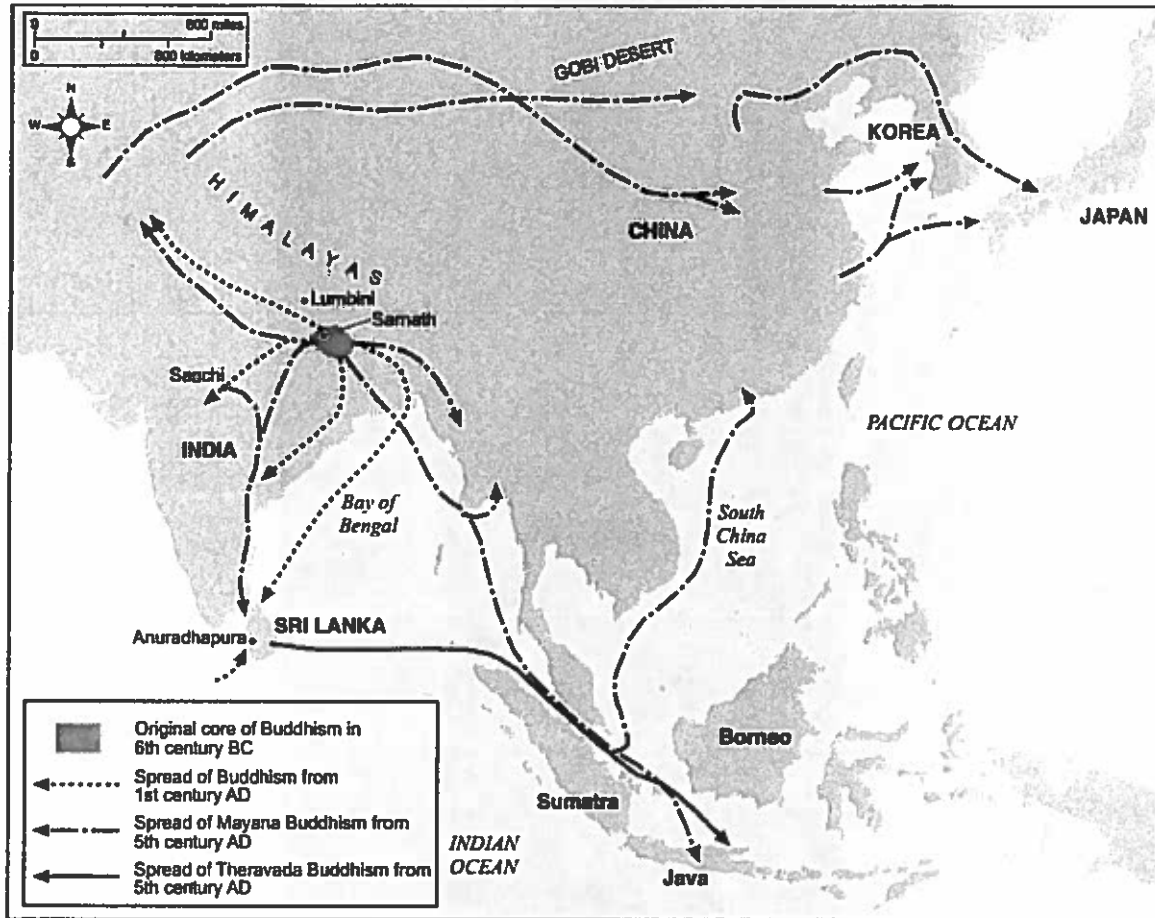 0 600 miles
0 800 kilometers
N
W E
S
GOBI DESERT
KOREA
JAPAN
CHINA
HIMALAYAS
Lumbini
Sarnath
Sagchi
INDIA
Bay of
Bengal
South
China
Sea
PACIFIC OCEAN
Anuradhapura
SRI LANKA
Borneo
Sumatra
Java
INDIAN
OCEAN
Original core of Buddhism in
6th century BC
Spread of Buddhism from
1st century AD
Spread of Mayana Buddhism from
5th century AD
Spread of Theravada Buddhism from
5th century AD